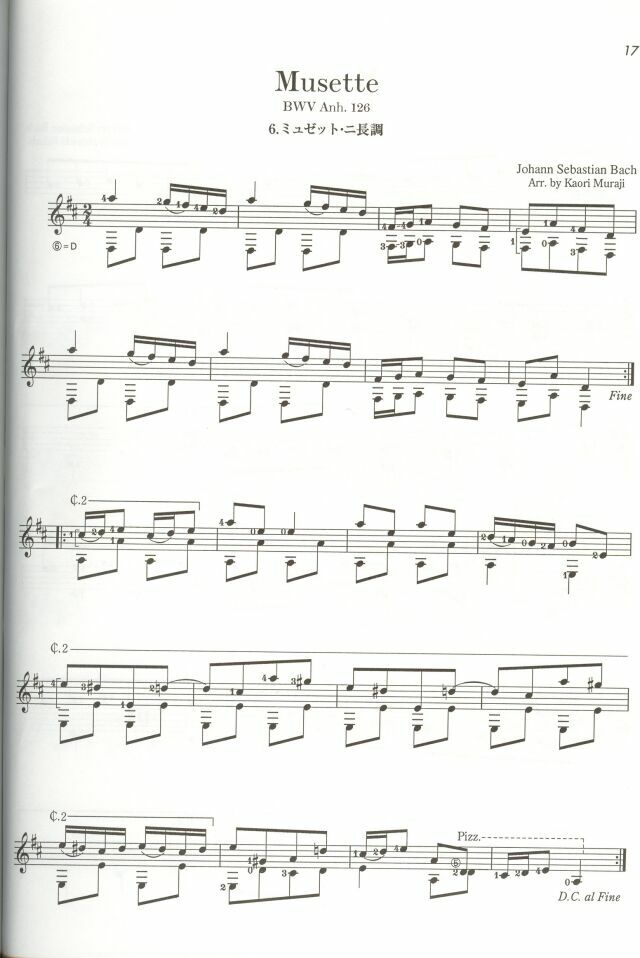 17
Musette
BWV Anh. 126
6.ミュゼット・ニ長調
Johann Sebastian Bach
Arr. by Kaori Muraji
⑥=D
Fine
₵.2
₵.2
₵.2
Pizz.
D.C. al Fine